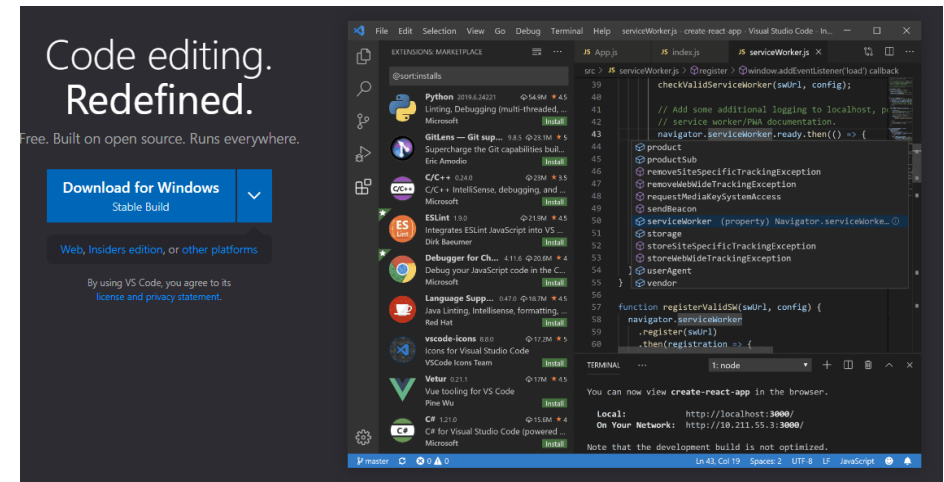 Code editing.
Redefined.
Free. Built on open source. Runs everywhere.
Download for Windows
Stable Build
Web, Insiders edition, or other platforms
By using VS Code, you agree to its
license and privacy statement.
File Edit Selection View Go Debug Terminal Help serviceWorker.js - create-react-app - Visual Studio Code - In...
EXTENSIONS: MARKETPLACE
@sort:installs
Python 2019.6.24221 54.9M 4.5
Linting, Debugging (multi-threaded, ...
Microsoft Install
GitLens — Git sup... 9.8.5 23.1M 5
Supercharge the Git capabilities buil...
Eric Amodio Install
C/C++ 0.24.0 23M 3.5
C/C++ IntelliSense, debugging, and ...
Microsoft Install
ESLint 1.9.0 21.9M 4.5
Integrates ESLint JavaScript into VS ...
Dirk Baeumer Install
Debugger for Ch... 4.11.6 20.6M 4
Debug your JavaScript code in the C...
Microsoft Install
Language Supp... 0.47.0 18.7M 4.5
Java Linting, Intellisense, formatting, ...
Red Hat Install
vscode-icons 8.8.0 17.2M 5
Icons for Visual Studio Code
VSCode Icons Team Install
Vetur 0.21.1 17M 4.5
Vue tooling for VS Code
Pine Wu Install
C# 1.21.0 15.6M 4
C# for Visual Studio Code (powered ...
Microsoft Install
JS App.js JS index.js JS serviceWorker.js
src > JS serviceWorker.js > register > window.addEventListener('load') callback
39 checkValidServiceWorker(swUrl, config);
40
41 // Add some additional logging to localhost, p
42 // service worker/PWA documentation.
43 navigator.serviceWorker.ready.then(() => {
44 product
45 productSub
46 removeSiteSpecificTrackingException
47 removeWebWideTrackingException
48 requestMediaKeySystemAccess
49 sendBeacon
50 serviceWorker (property) Navigator.serviceWorke...
51 storage
52 storeSiteSpecificTrackingException
53 storeWebWideTrackingException
54 } userAgent
55 } vendor
56
57 function registerValidSW(swUrl, config) {
58 navigator.serviceWorker
59 .register(swUrl)
60 .then(registration => {
TERMINAL ... 1: node
You can now view create-react-app in the browser.
Local: http://localhost:3000/
On Your Network: http://10.211.55.3:3000/
Note that the development build is not optimized.
master 0 0 Ln 43, Col 19 Spaces: 2 UTF-8 LF JavaScript